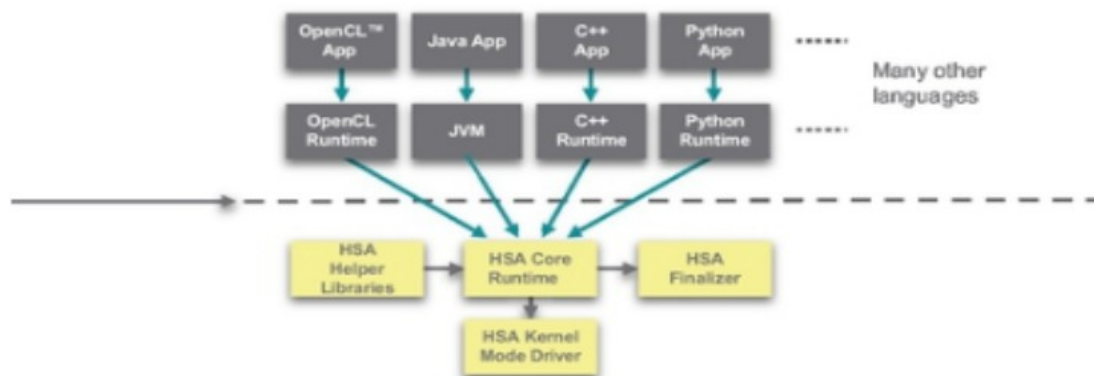 OpenCL™
App
Java App
C++
App
Python
App
Many other
languages
OpenCL
Runtime
JVM
C++
Runtime
Python
Runtime
HSA
Helper
Libraries
HSA Core
Runtime
HSA
Finalizer
HSA Kernel
Mode Driver